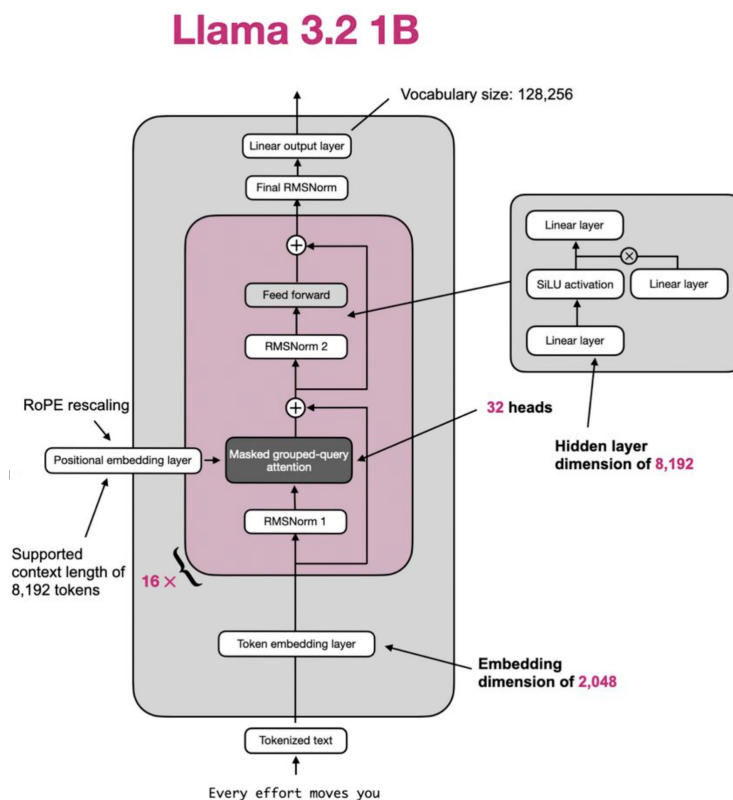 Llama 3.2 1B
Vocabulary size: 128,256
Linear output layer
Final RMSNorm
Feed forward
RMSNorm 2
Linear layer
SiLU activation
Linear layer
Linear layer
32 heads
Hidden layer
dimension of 8,192
RoPE rescaling
Positional embedding layer
Masked grouped-query
attention
RMSNorm 1
Supported
context length of
8,192 tokens
16 ×
Token embedding layer
Embedding
dimension of 2,048
Tokenized text
Every effort moves you